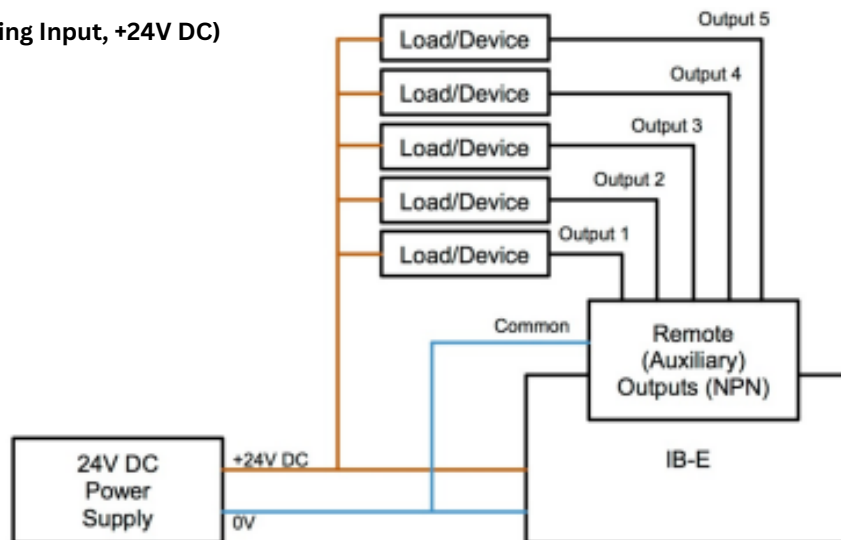 ing Input, +24V DC)
Output 5
Load/Device
Output 4
Load/Device
Output 3
Load/Device
Output 2
Load/Device
Output 1
Load/Device
Common
Remote
(Auxiliary)
Outputs (NPN)
IB-E
+24V DC
24V DC
Power
Supply
0V